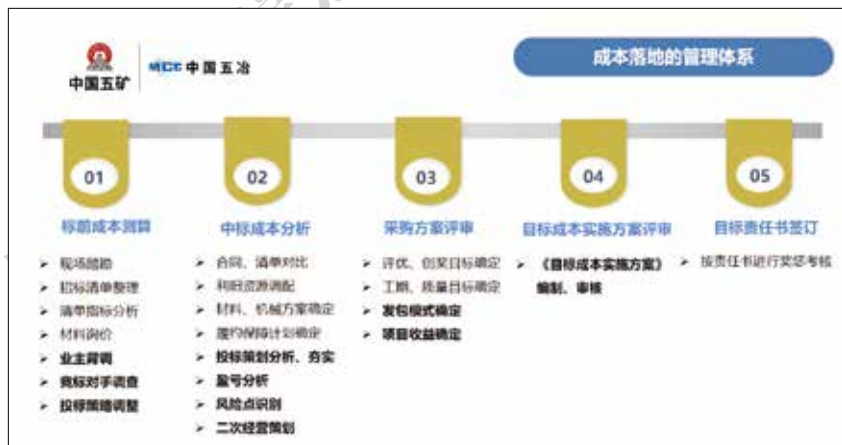 中国五矿
MCC 中国五冶
成本落地的管理体系
01
标前成本测算
现场踏勘
招标清单整理
清单指标分析
材料询价
业主背调
竞标对手调查
投标策略调整
02
中标成本分析
合同、清单对比
利旧资源调配
材料、机械方案确定
履约保障计划确定
投标策划分析、夯实
盈亏分析
风险点识别
二次经营策划
03
采购方案评审
评优、创奖目标确定
工期、质量目标确定
发包模式确定
项目收益确定
04
目标成本实施方案评审
《目标成本实施方案》
编制、审核
05
目标责任书签订
按责任书进行奖惩考核